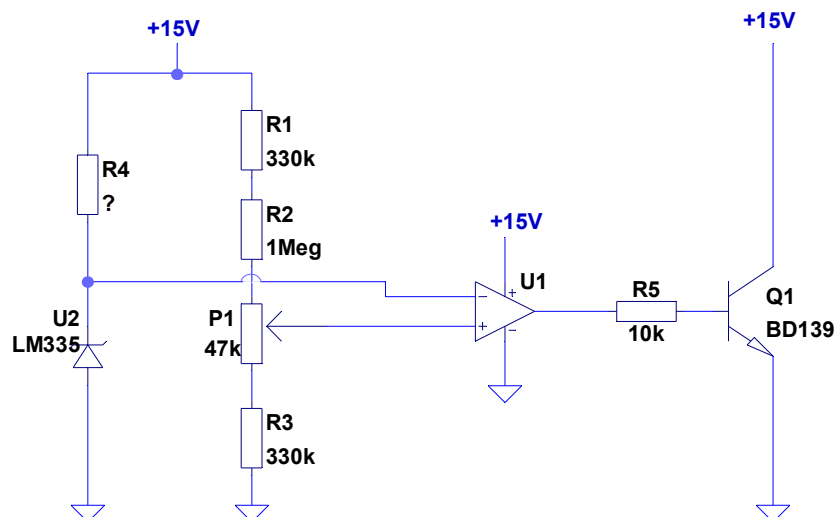 +15V
+15V
R1
330k
R4
?
R2
1Meg
+15V
U1
U2
LM335
P1
47k
R5
10k
Q1
BD139
R3
330k